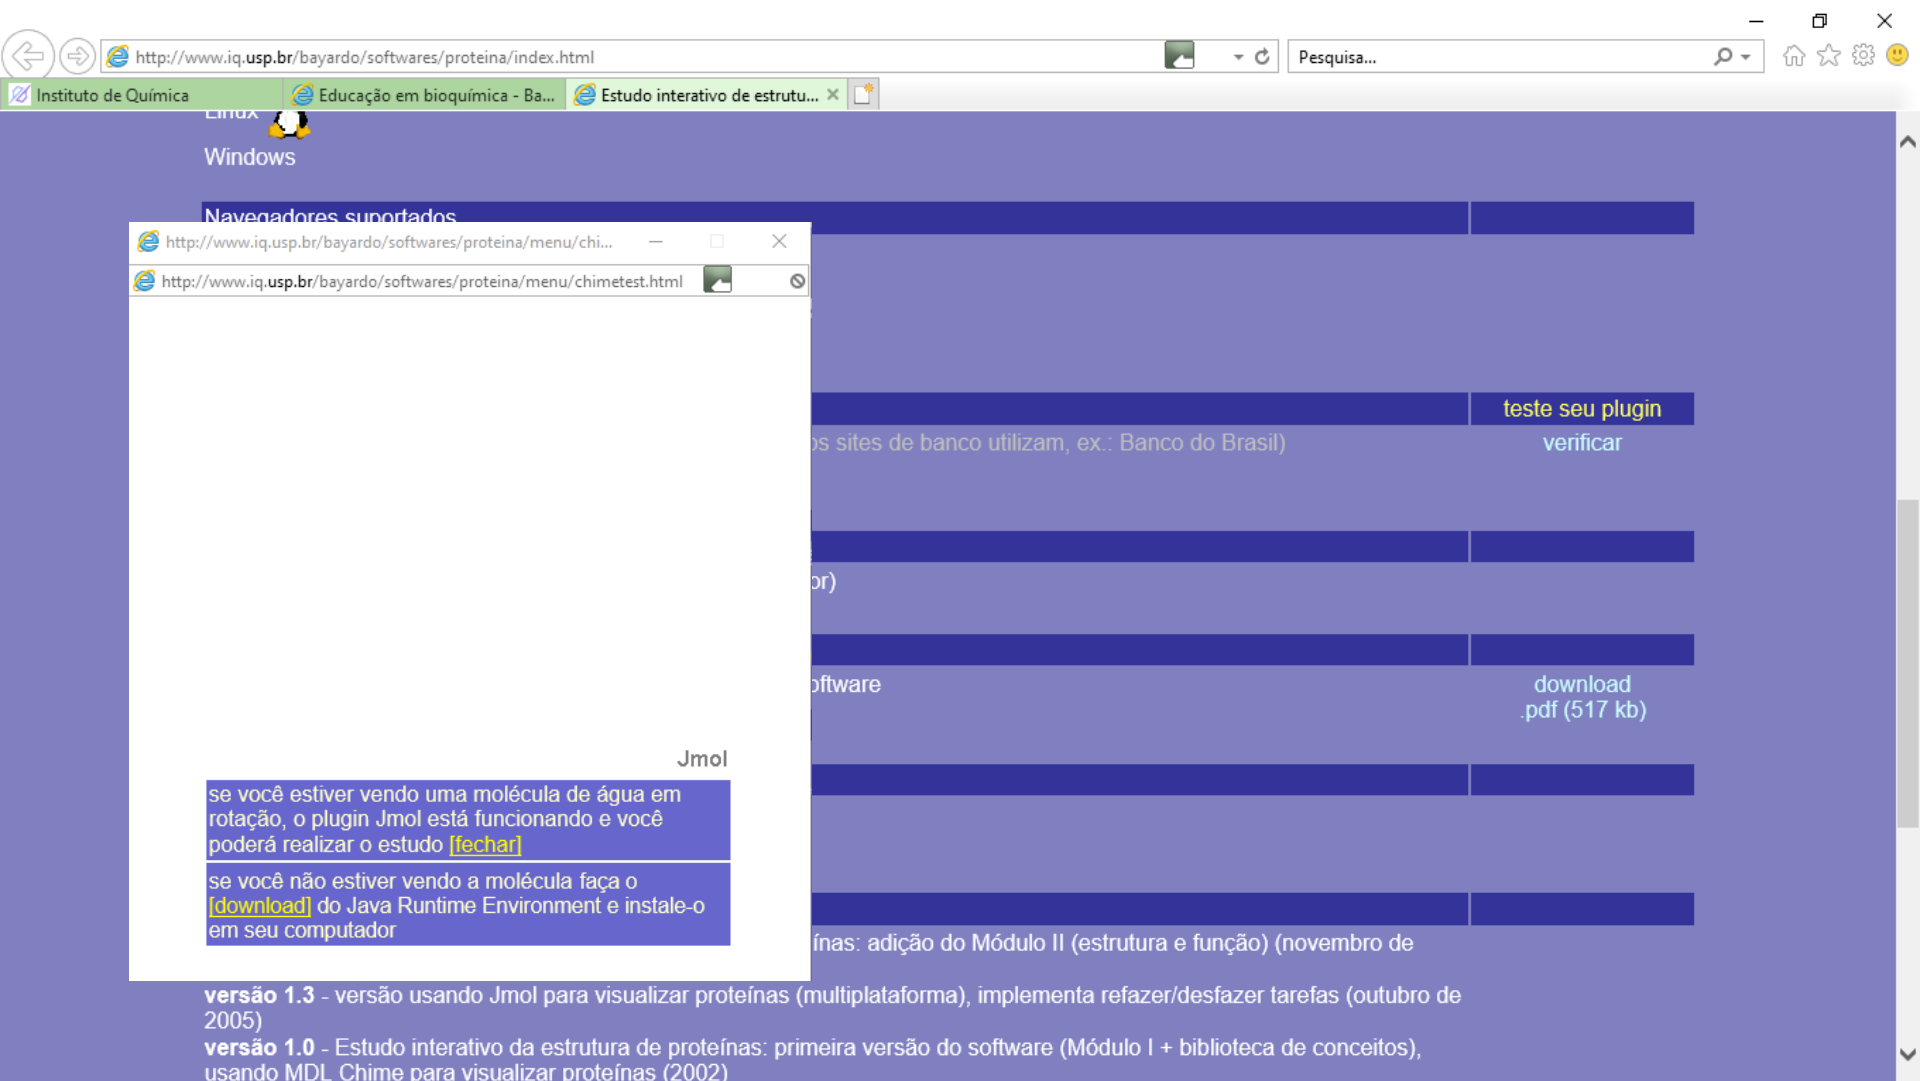 http://www.iq.usp.br/bayardo/softwares/proteina/index.html
Pesquisa...
Instituto de Química
Educação em bioquímica - Ba...
Estudo interativo de estrutu...
Linux
Windows
Navegadores suportados
http://www.iq.usp.br/bayardo/softwares/proteina/menu/chi...
http://www.iq.usp.br/bayardo/softwares/proteina/menu/chimetest.html
teste seu plugin
os sites de banco utilizam, ex.: Banco do Brasil)
verificar
or)
oftware
download
.pdf (517 kb)
Jmol
se você estiver vendo uma molécula de água em
rotação, o plugin Jmol está funcionando e você
poderá realizar o estudo [fechar]
se você não estiver vendo a molécula faça o
[download] do Java Runtime Environment e instale-o
em seu computador
ínas: adição do Módulo II (estrutura e função) (novembro de
versão 1.3 - versão usando Jmol para visualizar proteínas (multiplataforma), implementa refazer/desfazer tarefas (outubro de
2005)
versão 1.0 - Estudo interativo da estrutura de proteínas: primeira versão do software (Módulo I + biblioteca de conceitos),
usando MDL Chime para visualizar proteínas (2002)